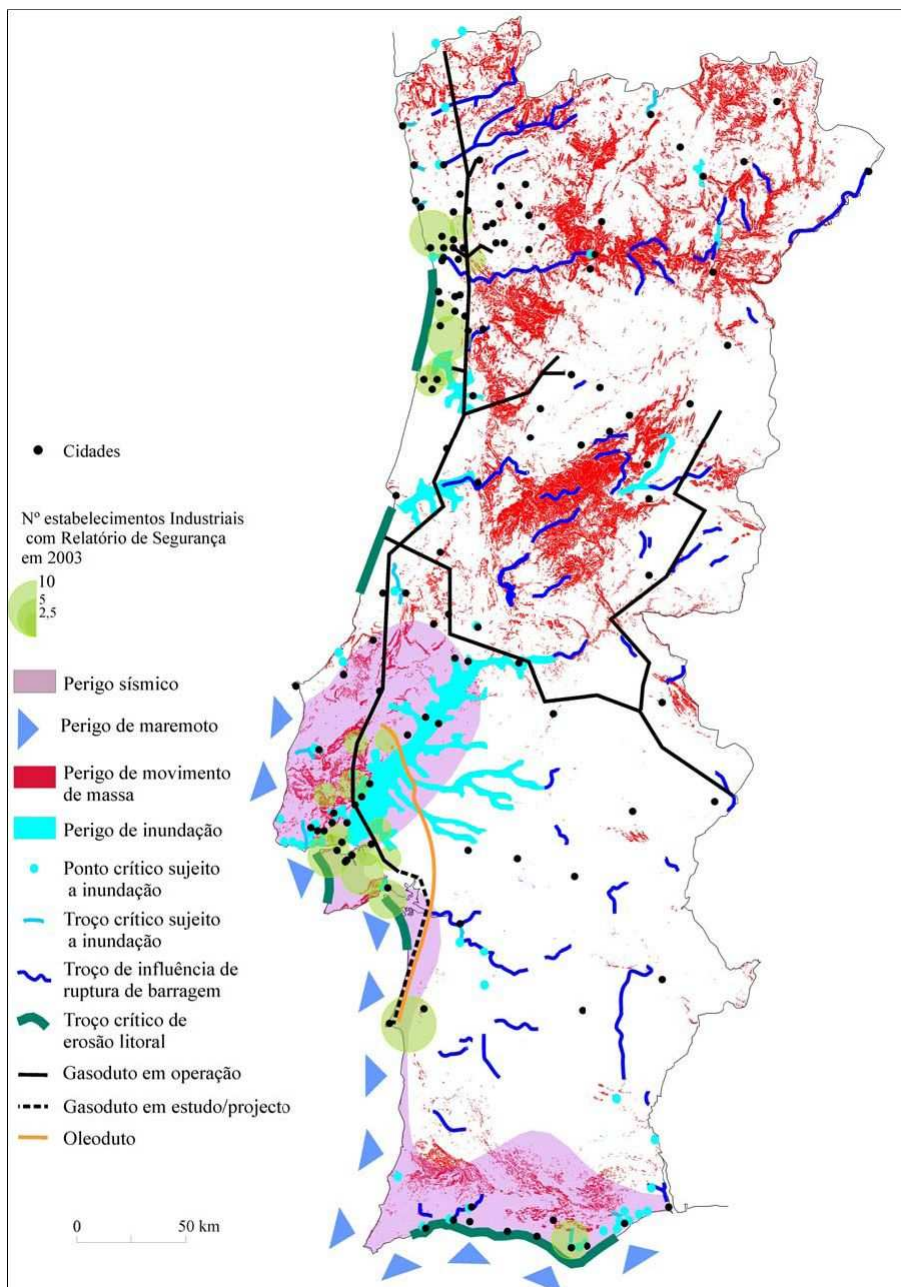 Cidades
Nº estabelecimentos Industriais
com Relatório de Segurança
em 2003
10
5
2,5
Perigo sísmico
Perigo de maremoto
Perigo de movimento
de massa
Perigo de inundação
Ponto crítico sujeito
a inundação
Troço crítico sujeito
a inundação
Troço de influência de
ruptura de barragem
Troço crítico de
erosão litoral
Gasoduto em operação
Gasoduto em estudo/projecto
Oleoduto
0 50 km